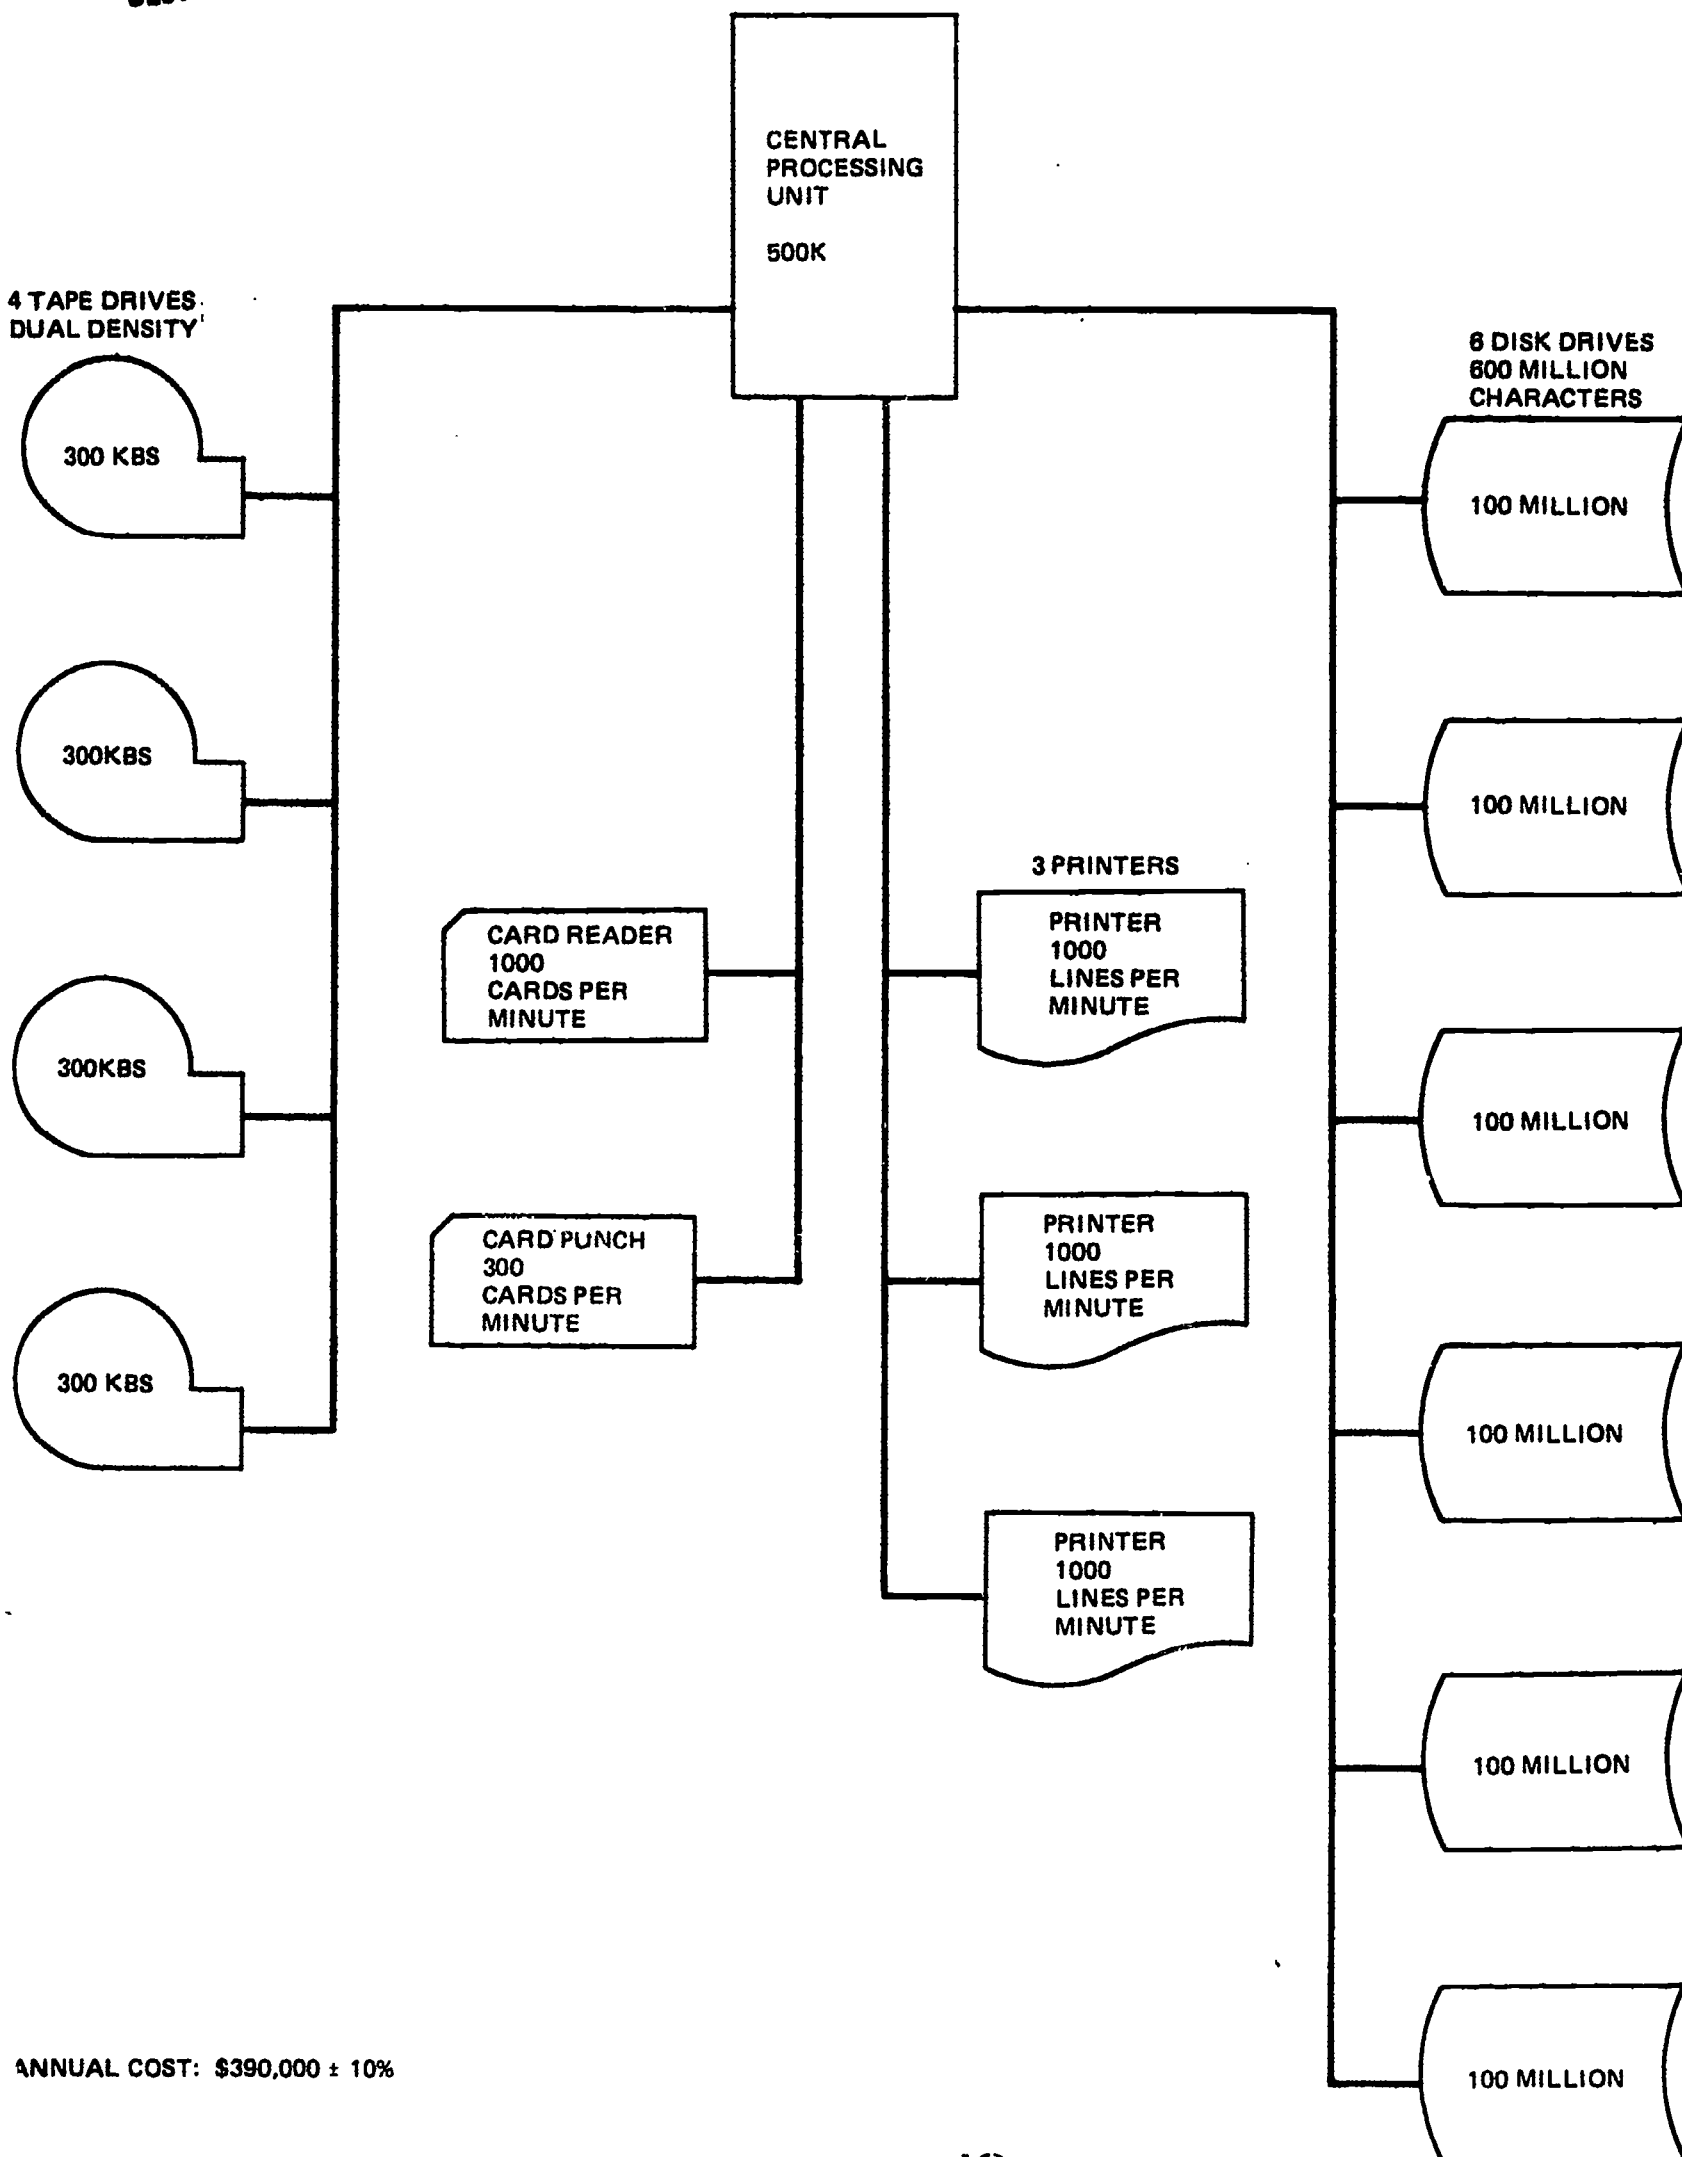 CENTRAL
PROCESSING
UNIT
500K
4 TAPE DRIVES
DUAL DENSITY
300 KBS
300KBS
300KBS
300 KBS
CARD READER
1000
CARDS PER
MINUTE
CARD PUNCH
300
CARDS PER
MINUTE
3 PRINTERS
PRINTER
1000
LINES PER
MINUTE
PRINTER
1000
LINES PER
MINUTE
PRINTER
1000
LINES PER
MINUTE
6 DISK DRIVES
600 MILLION
CHARACTERS
100 MILLION
100 MILLION
100 MILLION
100 MILLION
100 MILLION
100 MILLION
ANNUAL COST: $390,000 ± 10%